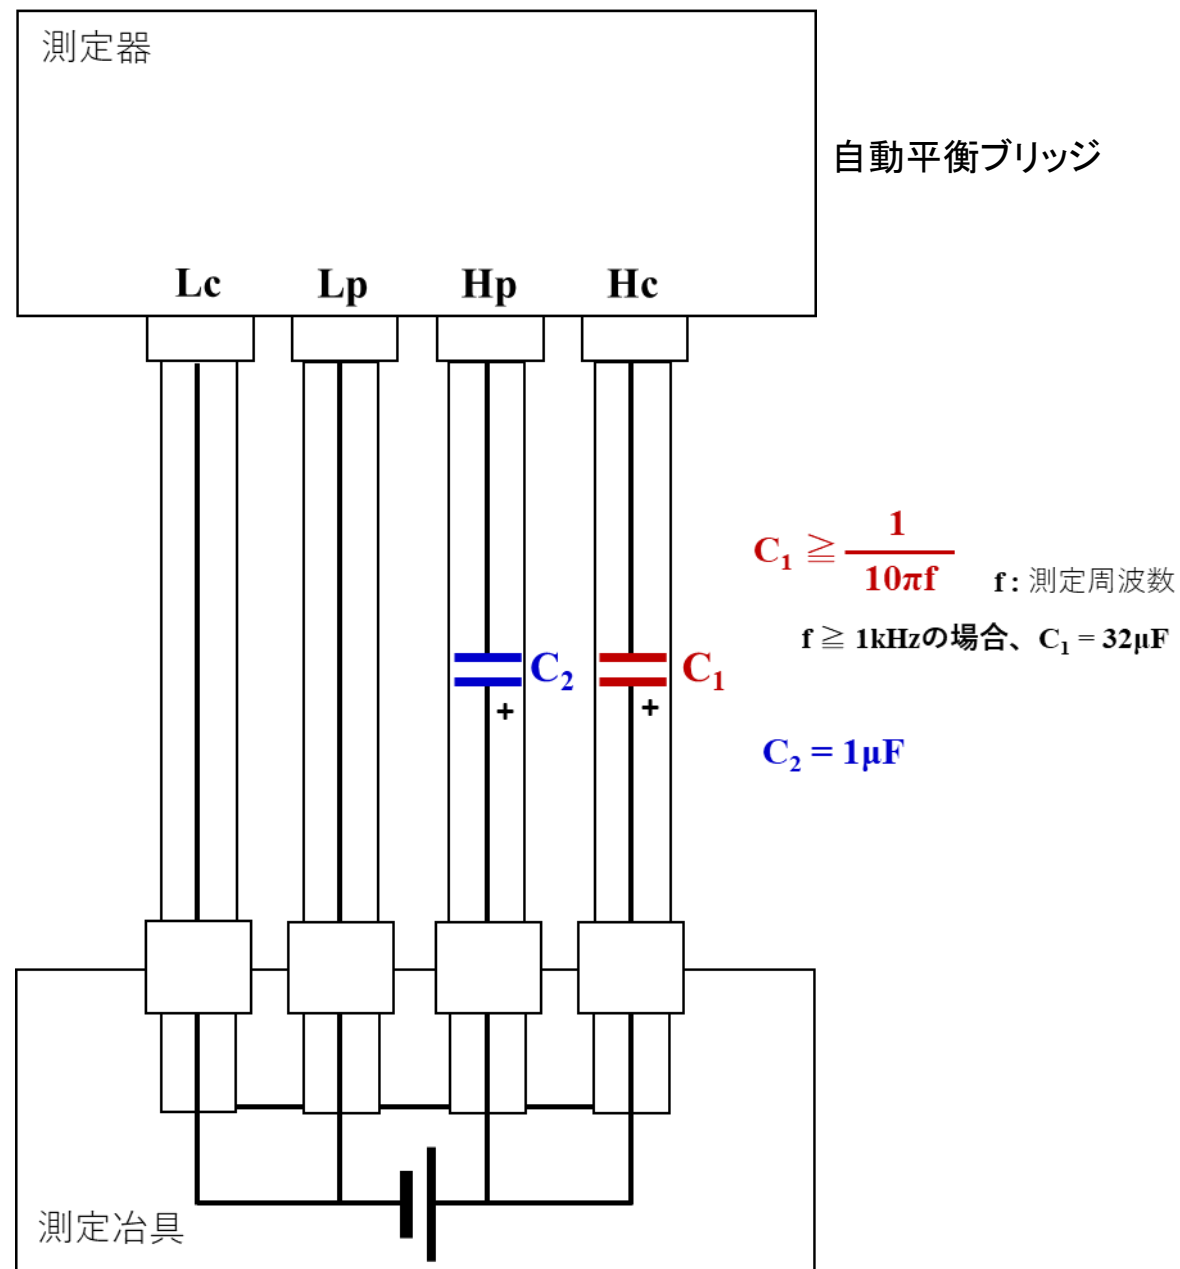 測定器
自動平衡ブリッジ
Lc Lp Hp Hc
C₁ ≧ 1/10πf
f : 測定周波数
f ≧ 1kHzの場合、C₁ = 32μF
C₂
C₁
+ +
C₂ = 1μF
測定冶具